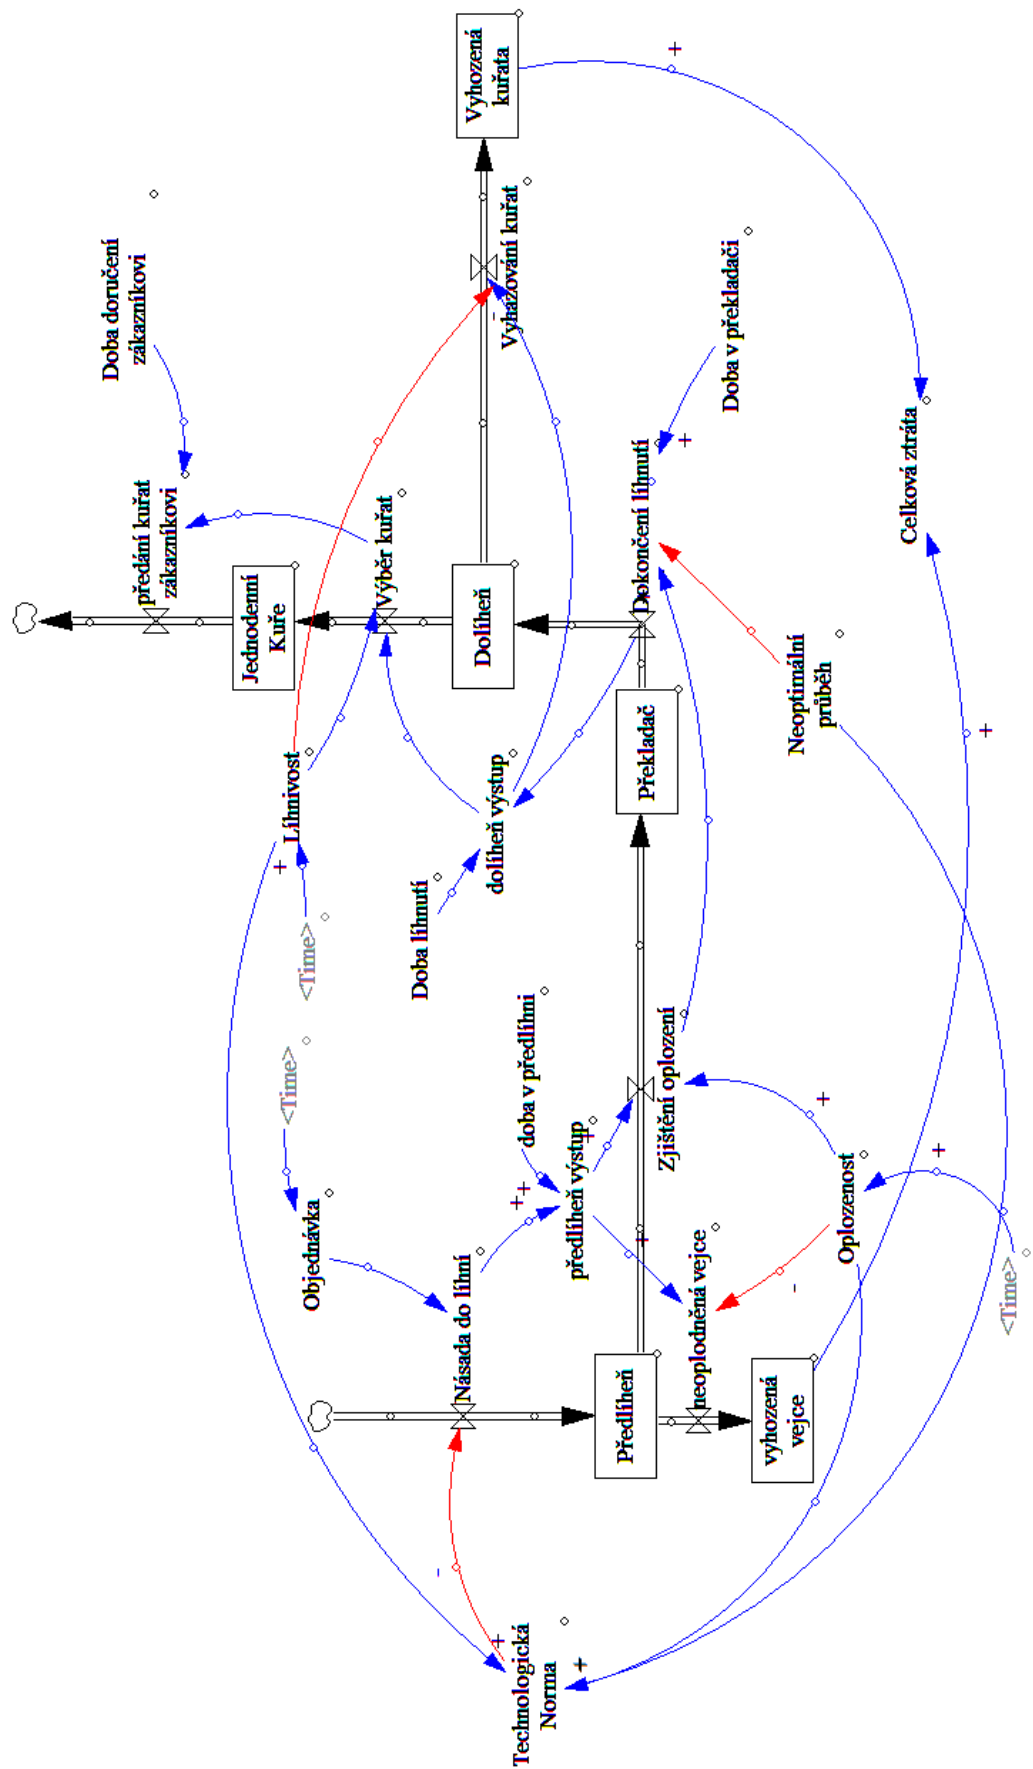 Doba doručení
zákazníkovi
předání kuřat
zákazníkovi
Jednodenní
Kuře
<Time>
Líhnivost
<Time>
Objednávka
Výběr kuřat
Doba líhnutí
Násada do líhní
Dolíheň
Vyhozená
kuřata
dolíheň výstup
Vyhazování kuřat
Technologická
Norma
doba v předlíhni
předlíheň výstup
Předlíheň
Překladač
Dokončení líhnutí
Zjištění oplození
neoplodněná vejce
Doba v překladači
vyhozená
vejce
Neoptimální
průběh
Oplozenost
Celková ztráta
<Time>